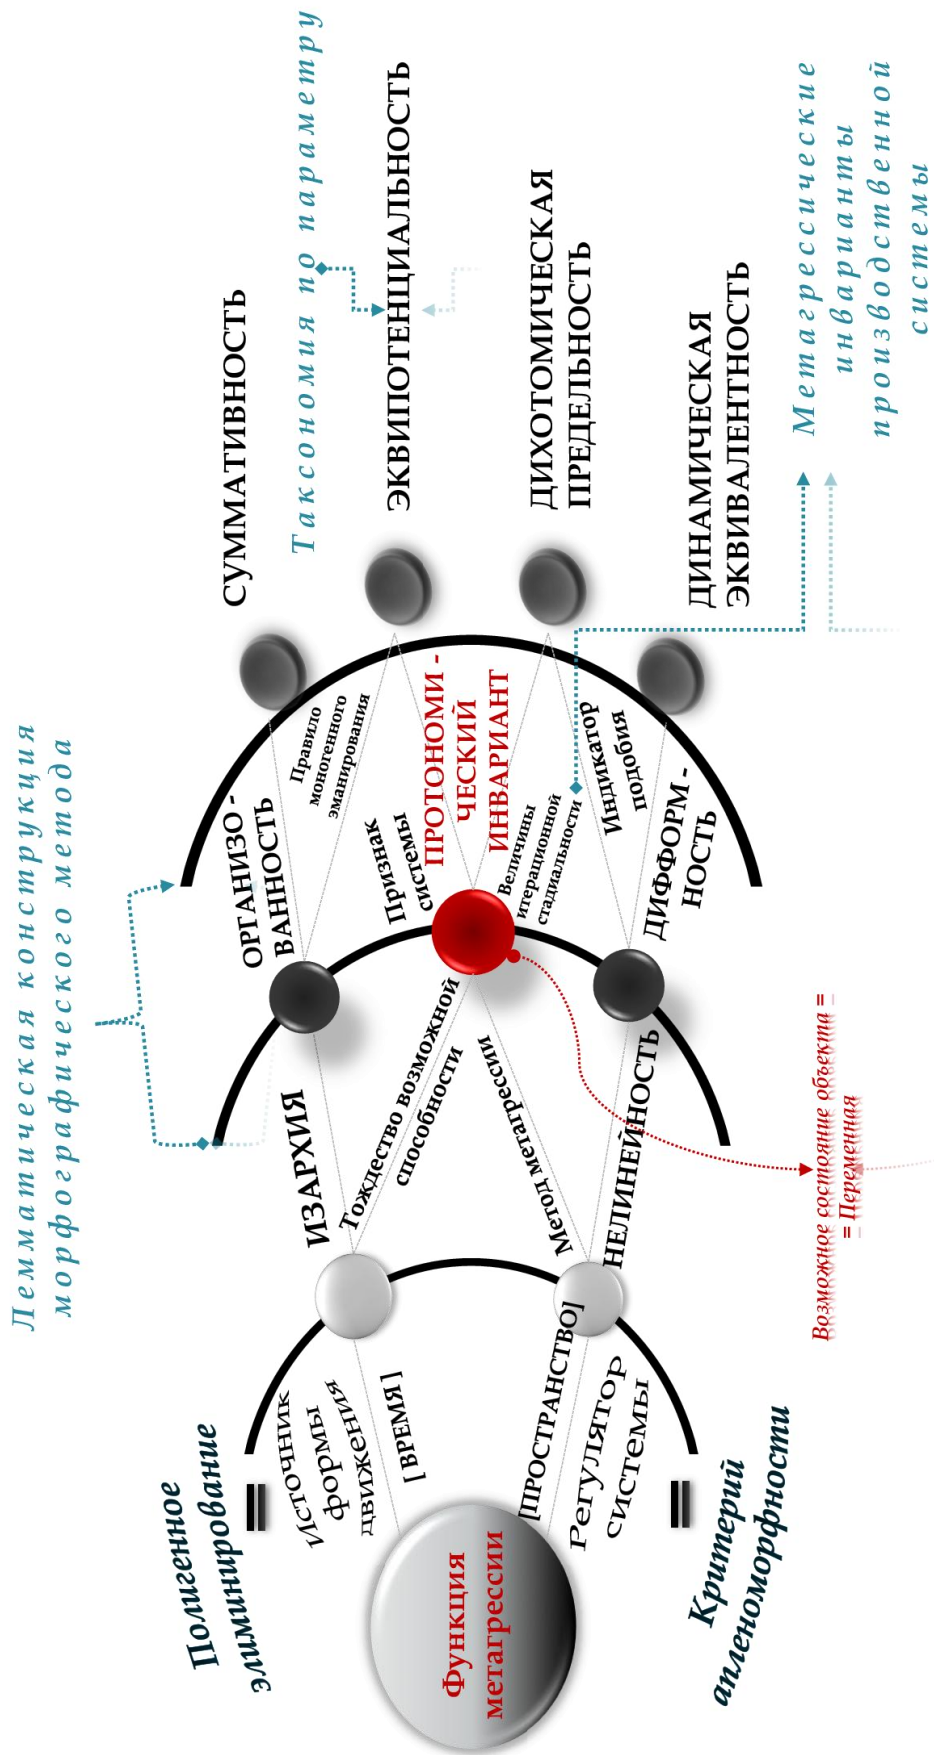 Лемматическая конструкция
морфографического метода
Полигенное
элиминирование
=
Источник
формы
движения
[ВРЕМЯ]
Функция
метагрессии
[ПРОСТРАНСТВО]
Регулятор
системы
=
Критерий
апленоморфности
ИЗАРХИЯ
Тождество возможной
способности
Метод метагрессии
НЕЛИНЕЙНОСТЬ
ОРГАНИЗО -
ВАННОСТЬ
Правило
моногенного
эманирования
Признак
системы
ПРОТОНОМИ -
ЧЕСКИЙ
ИНВАРИАНТ
Величины
итерационной
стадиальности
Индикатор
подобия
ДИФФОРМ -
НОСТЬ
СУММАТИВНОСТЬ
Таксономия по параметру
ЭКВИПОТЕНЦИАЛЬНОСТЬ
ДИХОТОМИЧЕСКАЯ
ПРЕДЕЛЬНОСТЬ
ДИНАМИЧЕСКАЯ
ЭКВИВАЛЕНТНОСТЬ
Метагрессические
инварианты
производственной
системы
Возможное состояние объекта =
= Переменная